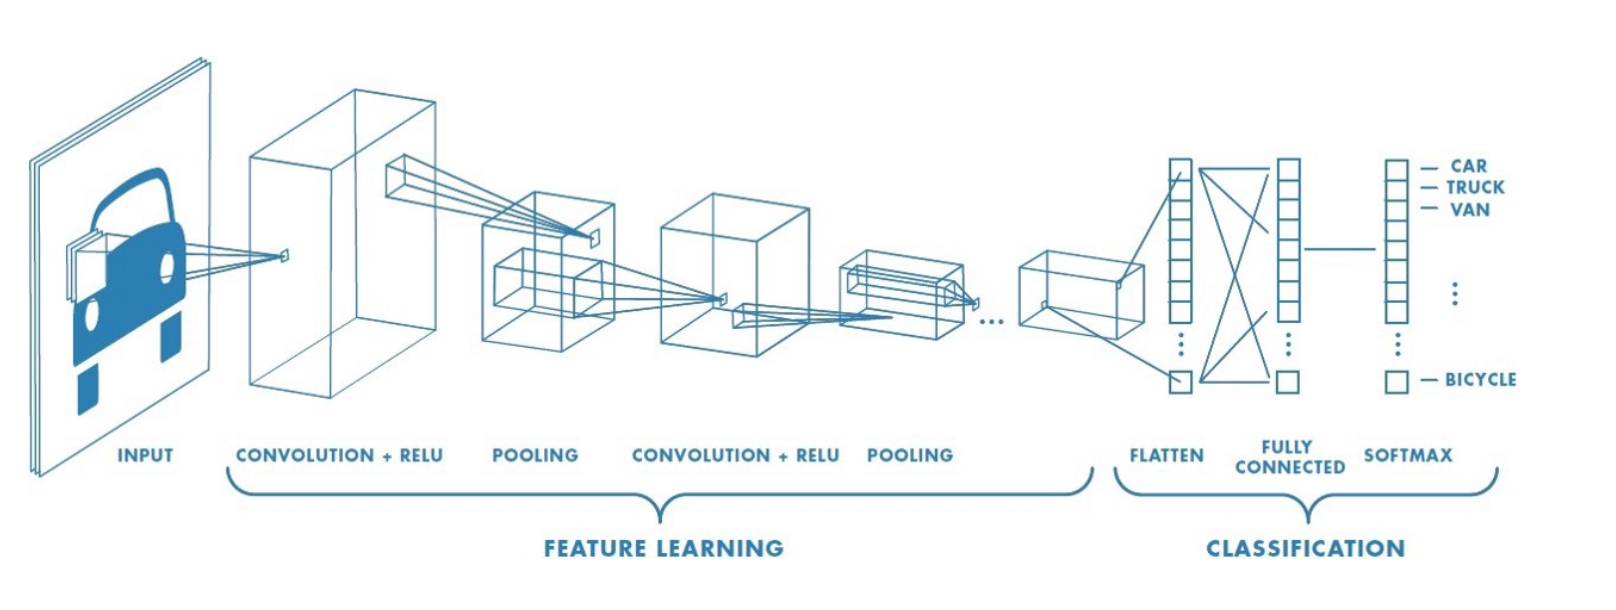 CAR
TRUCK
VAN
BICYCLE
INPUT
CONVOLUTION + RELU
POOLING
CONVOLUTION + RELU
POOLING
FLATTEN
FULLY
CONNECTED
SOFTMAX
FEATURE LEARNING
CLASSIFICATION